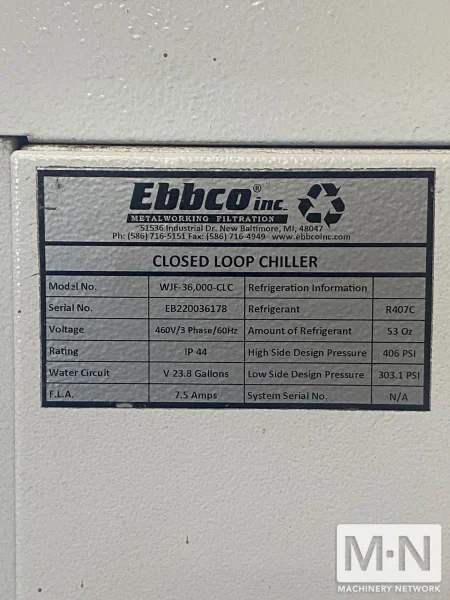 Ebbco® inc.
METALWORKING FILTRATION
51536 Industrial Dr. New Baltimore, MI, 48047
Ph: (586) 716-5151 Fax: (586) 716-4949 www.ebbcoinc.com
CLOSED LOOP CHILLER
Model No. WJF-36,000-CLC Refrigeration Information
Serial No. EB220036178 Refrigerant R407C
Voltage 460V/3 Phase/60Hz Amount of Refrigerant 53 Oz
Rating IP 44 High Side Design Pressure 406 PSI
Water Circuit V 23.8 Gallons Low Side Design Pressure 303.1 PSI
F.L.A. 7.5 Amps System Serial No. N/A
M·N
MACHINERY NETWORK